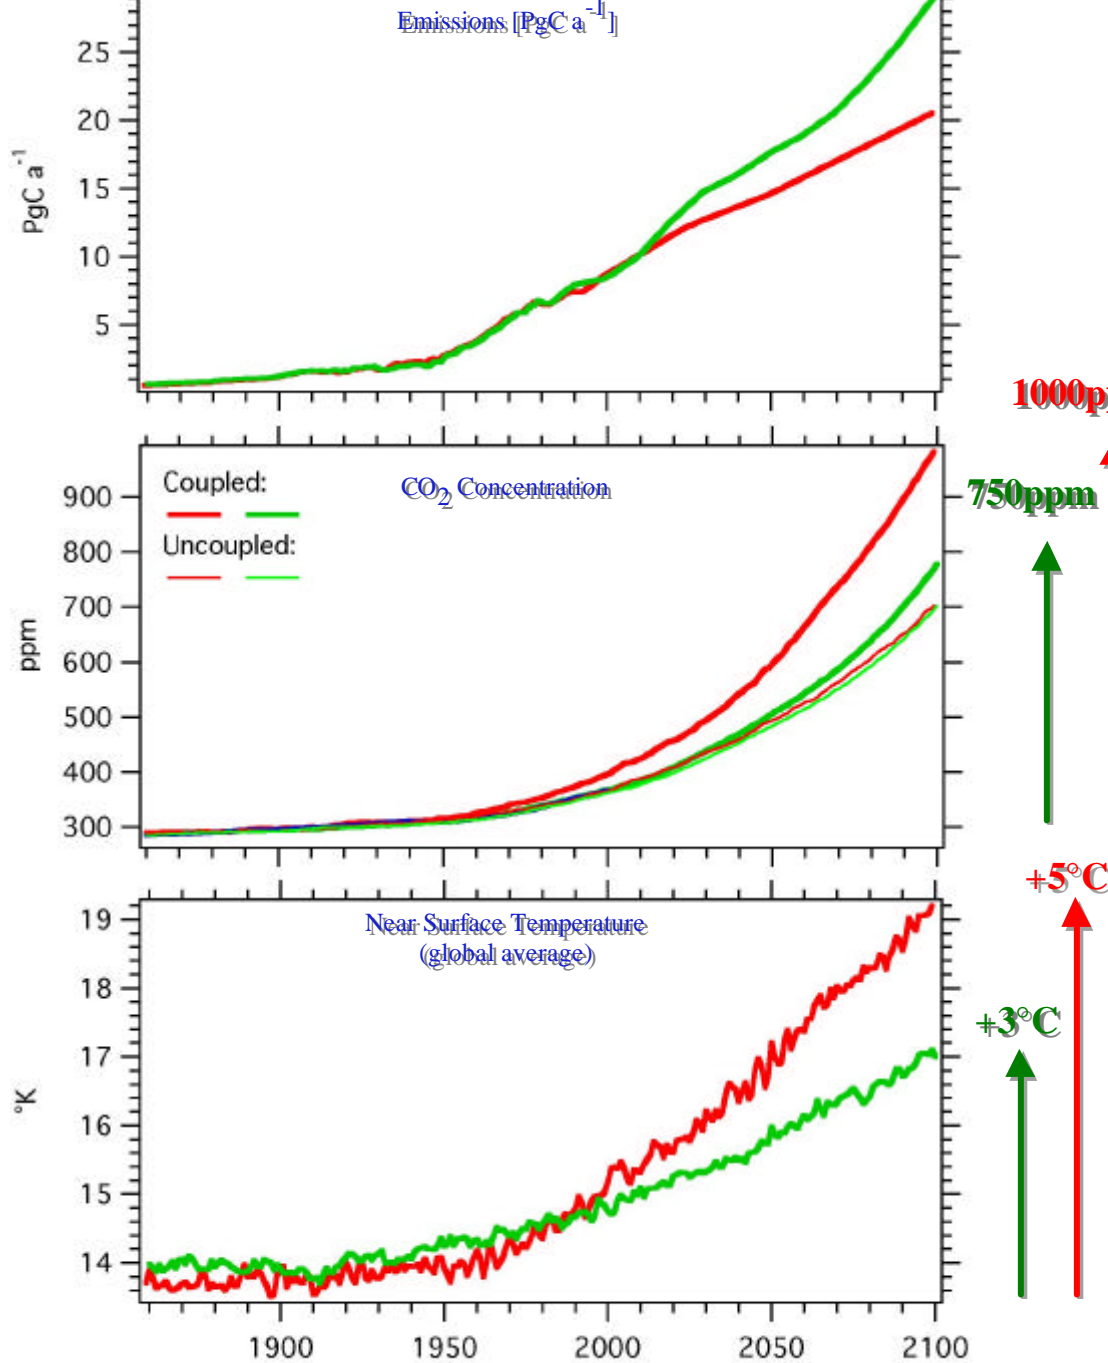 Emissions [PgC a-1]
25
20
15
10
5
PgC a-1
1000pp
CO2 Concentration
750ppm
Coupled:
Uncoupled:
900
800
700
600
500
400
300
ppm
+5°C
Near Surface Temperature
(global average)
+3°C
19
18
17
16
15
14
°K
1900 1950 2000 2050 2100